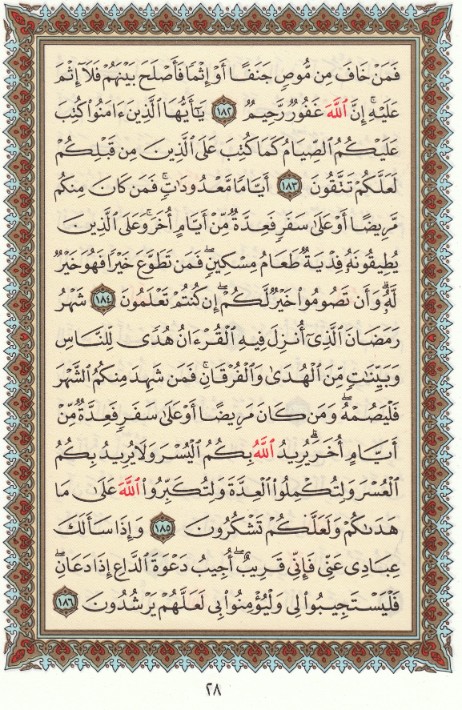 فَمَنْ خَافَ مِن مُّوصٍ جَنَفًا أَوْ إِثْمًا فَأَصْلَحَ بَيْنَهُمْ فَلَآ إِثْمَ
عَلَيْهِ ۚ إِنَّ ٱللَّهَ غَفُورٌ رَّحِيمٌ ١٨٢ يَـٰٓأَيُّهَا ٱلَّذِينَ ءَامَنُوا۟ كُتِبَ
عَلَيْكُمُ ٱلصِّيَامُ كَمَا كُتِبَ عَلَى ٱلَّذِينَ مِن قَبْلِكُمْ
لَعَلَّكُمْ تَتَّقُونَ ١٨٣ أَيَّامًا مَّعْدُودَٰتٍ ۚ فَمَن كَانَ مِنكُم
مَّرِيضًا أَوْ عَلَىٰ سَفَرٍ فَعِدَّةٌ مِّنْ أَيَّامٍ أُخَرَ ۚ وَعَلَى ٱلَّذِينَ
يُطِيقُونَهُۥ فِدْيَةٌ طَعَامُ مِسْكِينٍ ۖ فَمَن تَطَوَّعَ خَيْرًا فَهُوَ خَيْرٌ
لَّهُۥ ۚ وَأَن تَصُومُوا۟ خَيْرٌ لَّكُمْ ۖ إِن كُنتُمْ تَعْلَمُونَ ١٨٤ شَهْرُ
رَمَضَانَ ٱلَّذِىٓ أُنزِلَ فِيهِ ٱلْقُرْءَانُ هُدًى لِّلنَّاسِ
وَبَيِّنَـٰتٍ مِّنَ ٱلْهُدَىٰ وَٱلْفُرْقَانِ ۚ فَمَن شَهِدَ مِنكُمُ ٱلشَّهْرَ
فَلْيَصُمْهُ ۖ وَمَن كَانَ مَرِيضًا أَوْ عَلَىٰ سَفَرٍ فَعِدَّةٌ مِّنْ
أَيَّامٍ أُخَرَ ۗ يُرِيدُ ٱللَّهُ بِكُمُ ٱلْيُسْرَ وَلَا يُرِيدُ بِكُمُ
ٱلْعُسْرَ وَلِتُكْمِلُوا۟ ٱلْعِدَّةَ وَلِتُكَبِّرُوا۟ ٱللَّهَ عَلَىٰ مَا
هَدَىٰكُمْ وَلَعَلَّكُمْ تَشْكُرُونَ ١٨٥ وَإِذَا سَأَلَكَ
عِبَادِى عَنِّى فَإِنِّى قَرِيبٌ ۖ أُجِيبُ دَعْوَةَ ٱلدَّاعِ إِذَا دَعَانِ ۖ
فَلْيَسْتَجِيبُوا۟ لِى وَلْيُؤْمِنُوا۟ بِى لَعَلَّهُمْ يَرْشُدُونَ ١٨٦
٢٨